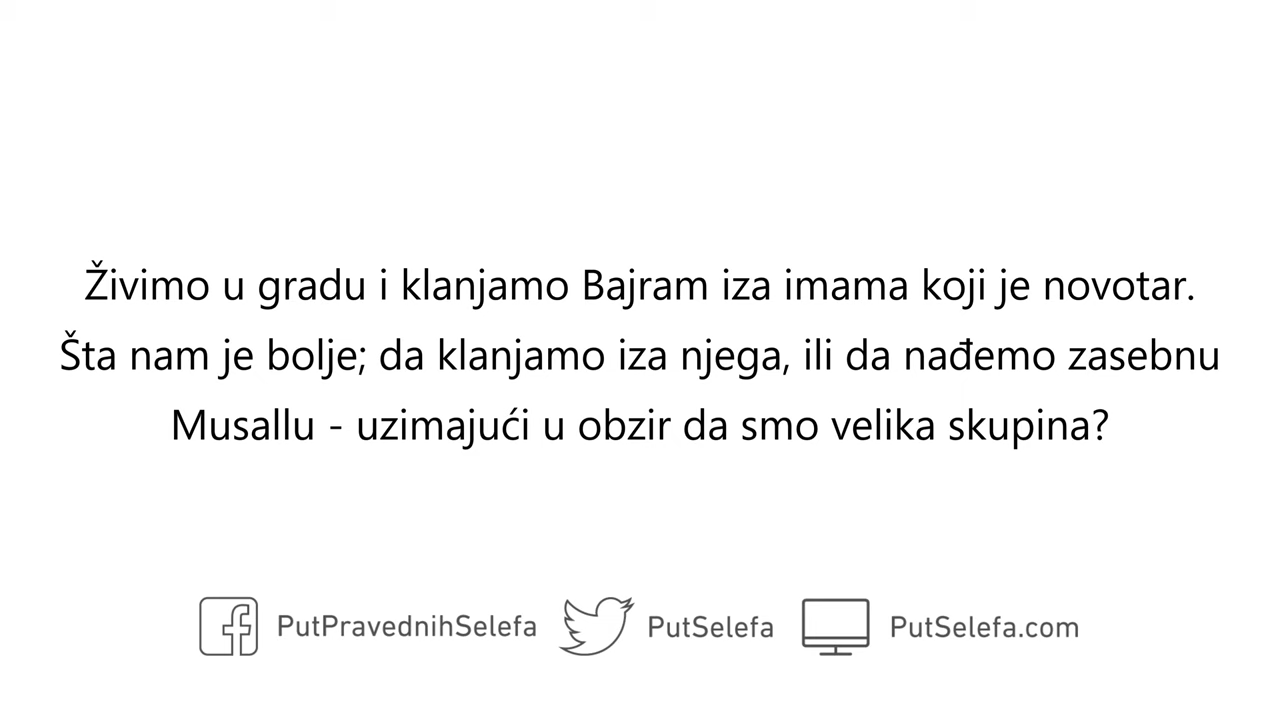 Živimo u gradu i klanjamo Bajram iza imama koji je novotar.
Šta nam je bolje; da klanjamo iza njega, ili da nađemo zasebnu
Musallu - uzimajući u obzir da smo velika skupina?
PutPravednihSelefa PutSelefa PutSelefa.com